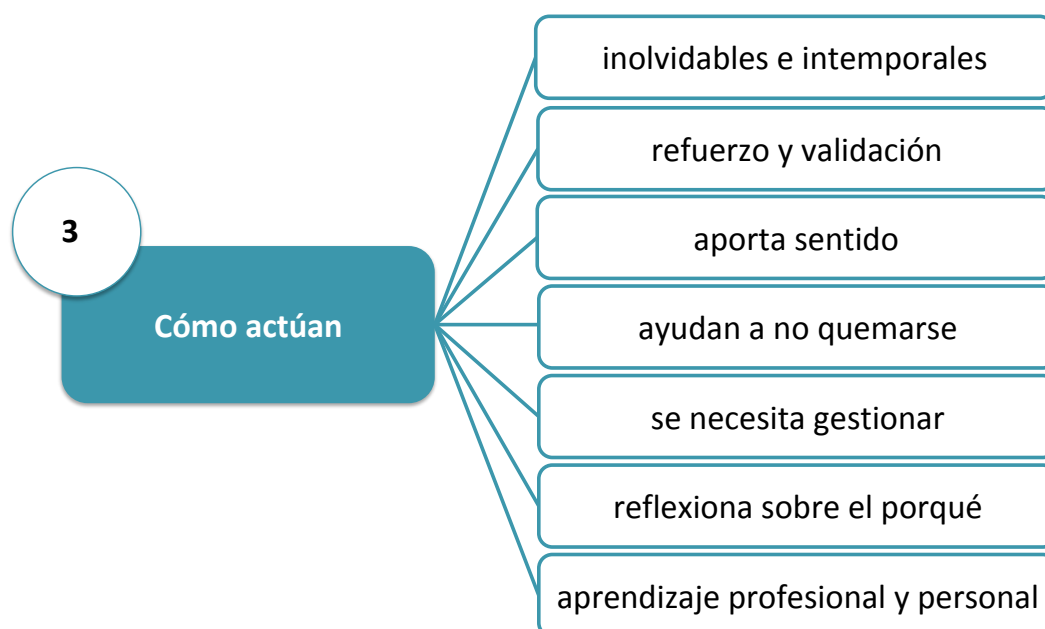 3
Cómo actúan
inolvidables e intemporales
refuerzo y validación
aporta sentido
ayudan a no quemarse
se necesita gestionar
reflexiona sobre el porqué
aprendizaje profesional y personal